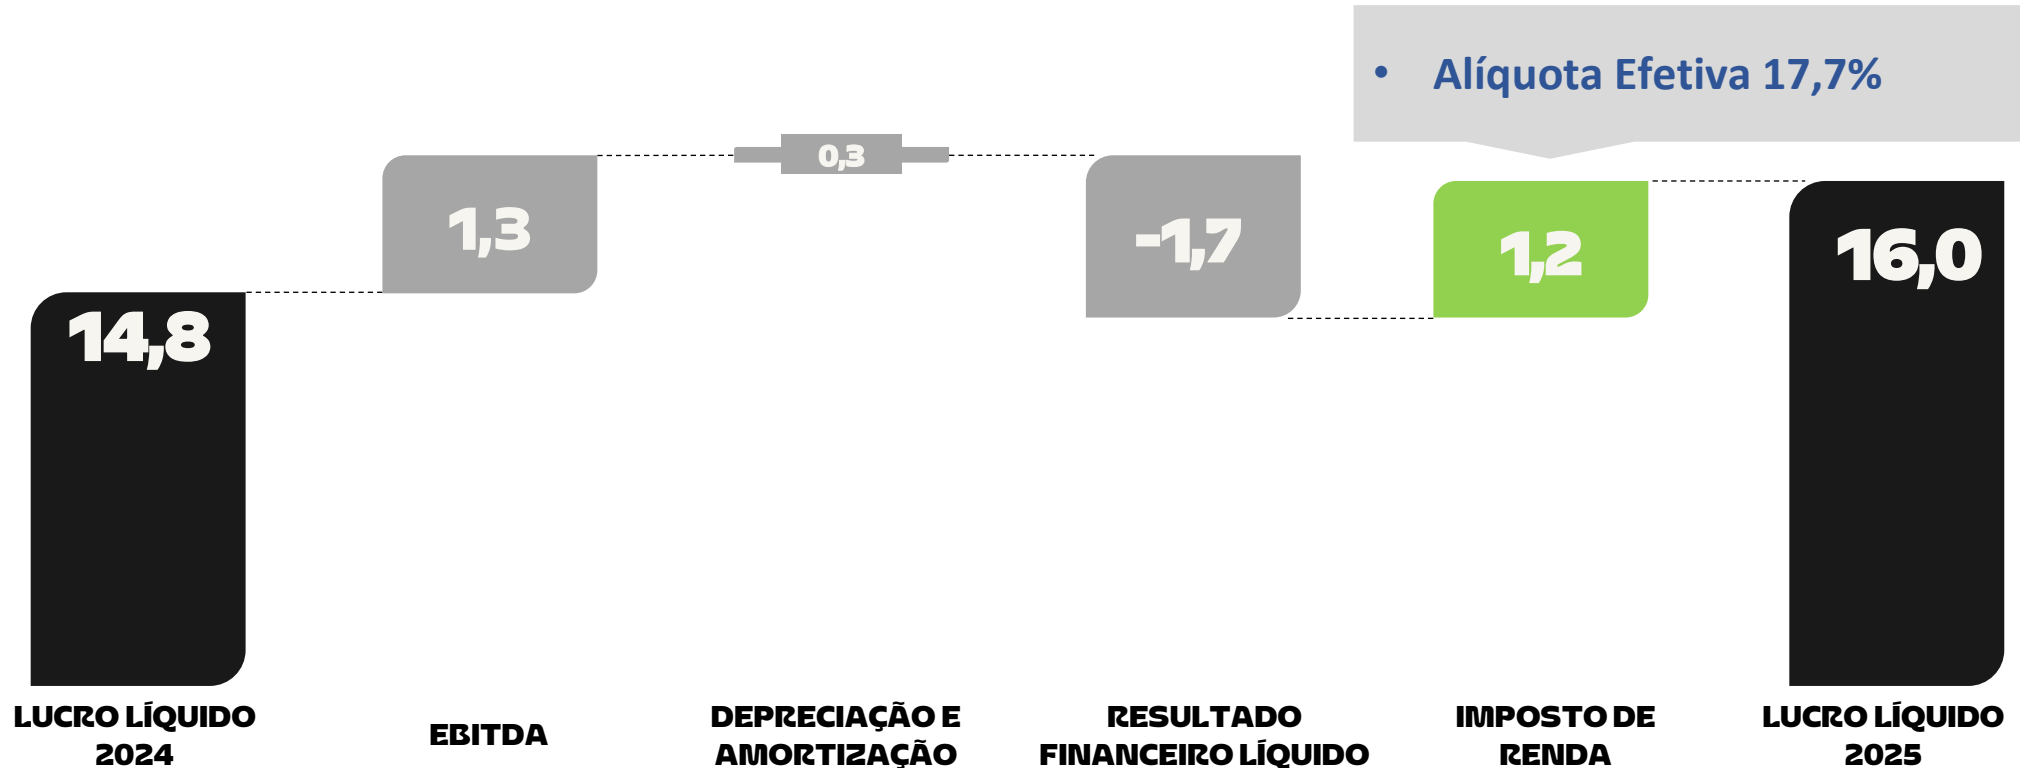 • Alíquota Efetiva 17,7%
14,8
1,3
0,3
-1,7
1,2
16,0
LUCRO LÍQUIDO
2024
EBITDA
DEPRECIAÇÃO E
AMORTIZAÇÃO
RESULTADO
FINANCEIRO LÍQUIDO
IMPOSTO DE
RENDA
LUCRO LÍQUIDO
2025